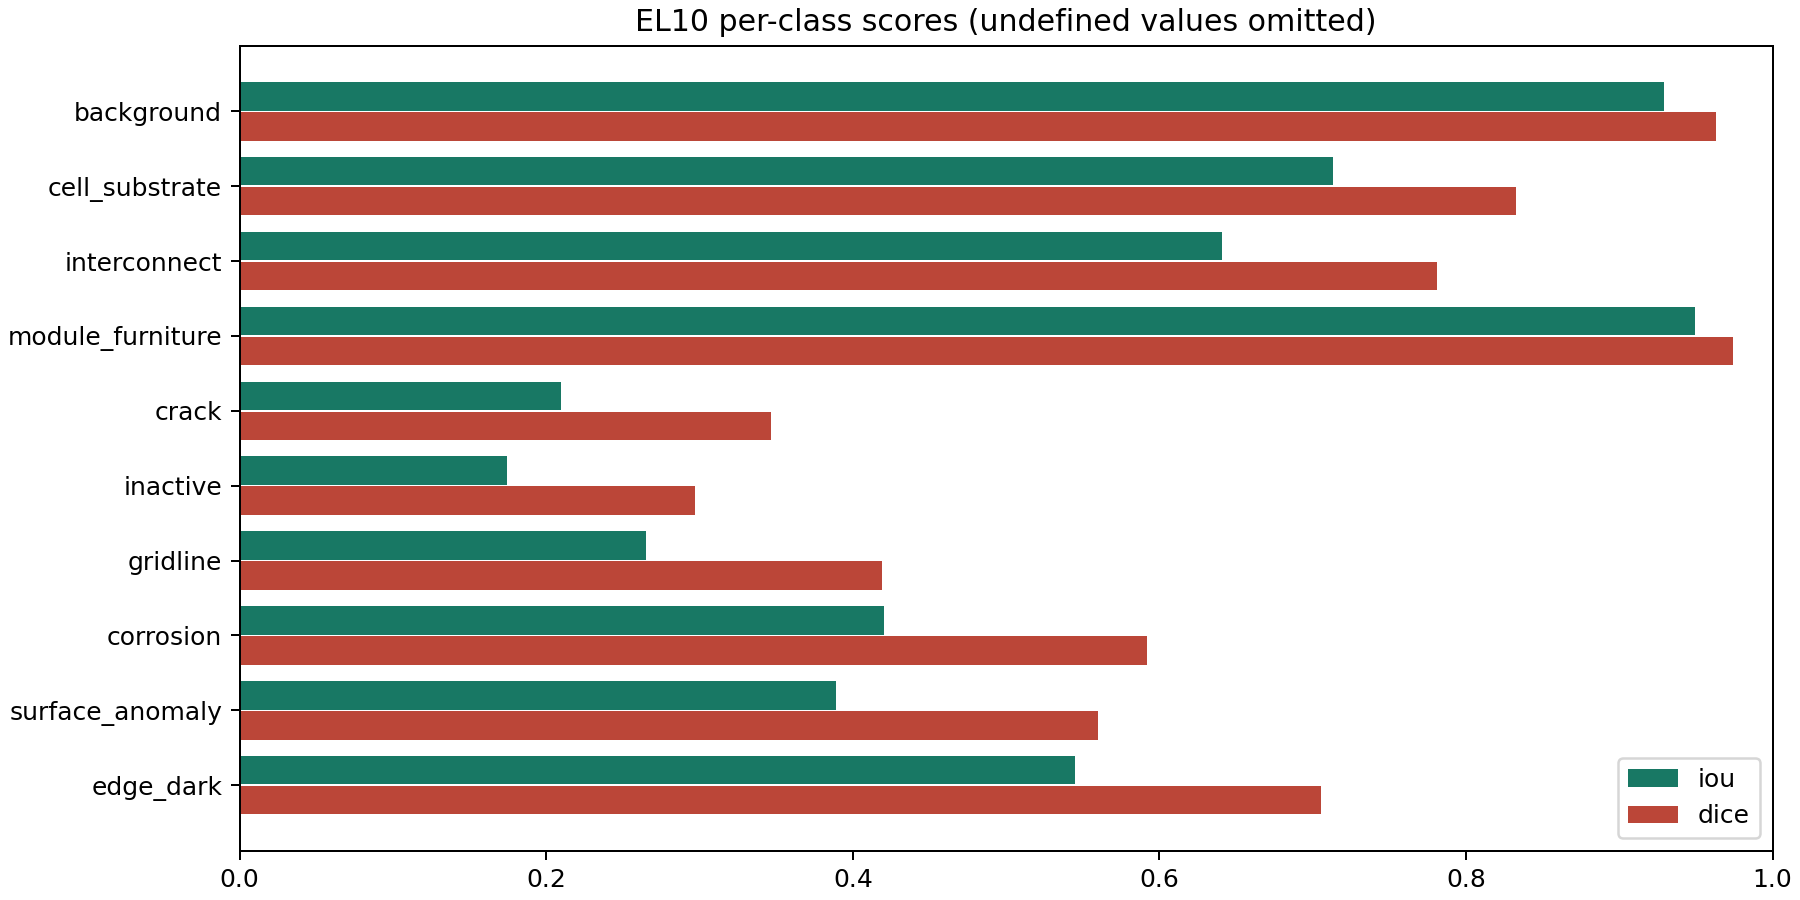 EL10 per-class scores (undefined values omitted)
background
cell_substrate
interconnect
module_furniture
crack
inactive
gridline
corrosion
surface_anomaly
edge_dark
iou
dice
0.0 0.2 0.4 0.6 0.8 1.0